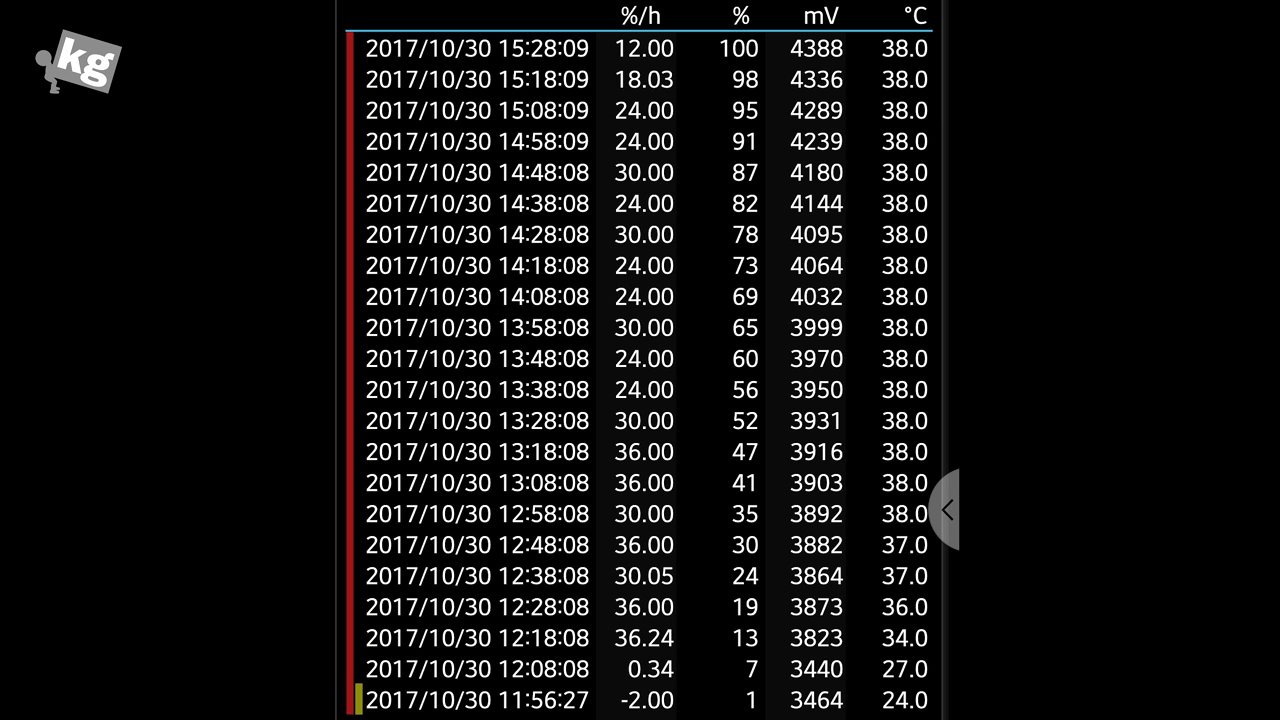 kg
%/h % mV °C
2017/10/30 15:28:09 12.00 100 4388 38.0
2017/10/30 15:18:09 18.03 98 4336 38.0
2017/10/30 15:08:09 24.00 95 4289 38.0
2017/10/30 14:58:09 24.00 91 4239 38.0
2017/10/30 14:48:08 30.00 87 4180 38.0
2017/10/30 14:38:08 24.00 82 4144 38.0
2017/10/30 14:28:08 30.00 78 4095 38.0
2017/10/30 14:18:08 24.00 73 4064 38.0
2017/10/30 14:08:08 24.00 69 4032 38.0
2017/10/30 13:58:08 30.00 65 3999 38.0
2017/10/30 13:48:08 24.00 60 3970 38.0
2017/10/30 13:38:08 24.00 56 3950 38.0
2017/10/30 13:28:08 30.00 52 3931 38.0
2017/10/30 13:18:08 36.00 47 3916 38.0
2017/10/30 13:08:08 36.00 41 3903 38.0
2017/10/30 12:58:08 30.00 35 3892 38.0
2017/10/30 12:48:08 36.00 30 3882 37.0
2017/10/30 12:38:08 30.05 24 3864 37.0
2017/10/30 12:28:08 36.00 19 3873 36.0
2017/10/30 12:18:08 36.24 13 3823 34.0
2017/10/30 12:08:08 0.34 7 3440 27.0
2017/10/30 11:56:27 -2.00 1 3464 24.0